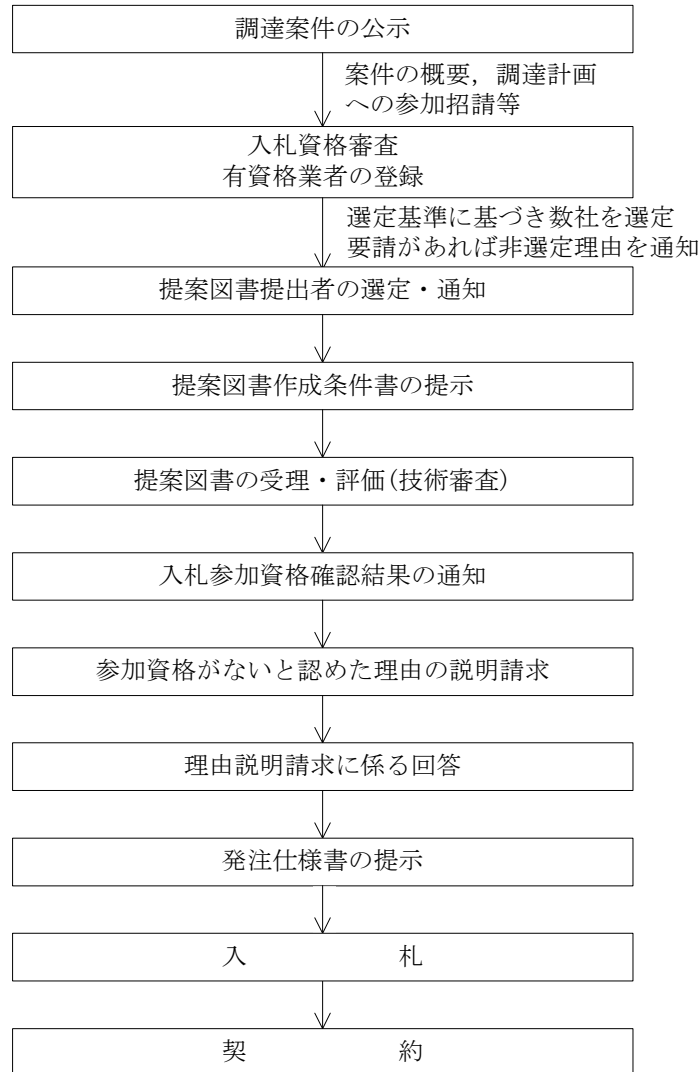 調達案件の公示
案件の概要，調達計画
への参加招請等
入札資格審査
有資格業者の登録
選定基準に基づき数社を選定
要請があれば非選定理由を通知
提案図書提出者の選定・通知
提案図書作成条件書の提示
提案図書の受理・評価(技術審査)
入札参加資格確認結果の通知
参加資格がないと認めた理由の説明請求
理由説明請求に係る回答
発注仕様書の提示
入　　　　　札
契　　　　　約